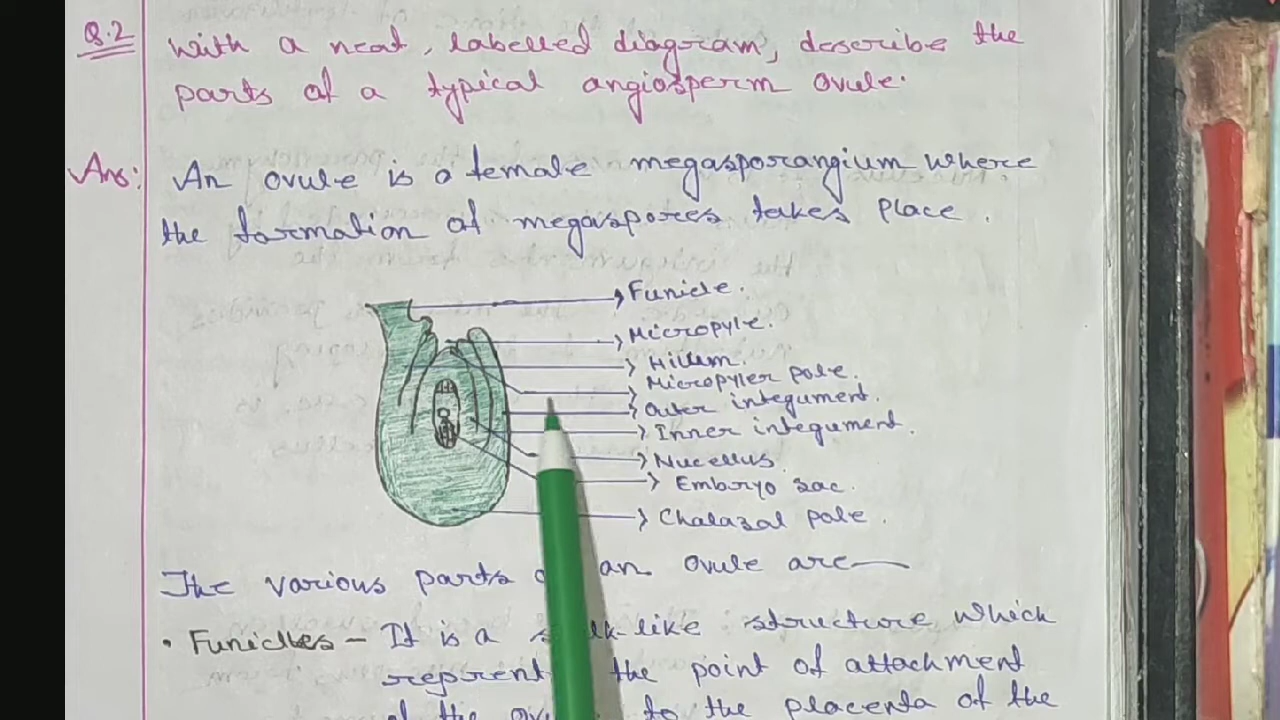 Q.2 With a neat, labelled diagram, describe the
parts of a typical angiosperm ovule.
Ans: An ovule is a female megasporangium where
the formation of megaspores takes place.
Funicle.
Micropyle.
Hillum.
Micropyler pole.
Outer integument.
Inner integument.
Nucellus
Embryo sac.
Chalazal pole.
The various parts an ovule are—
• Funicles – It is a like structure which
reprent the point of attachment
to the placenta of the